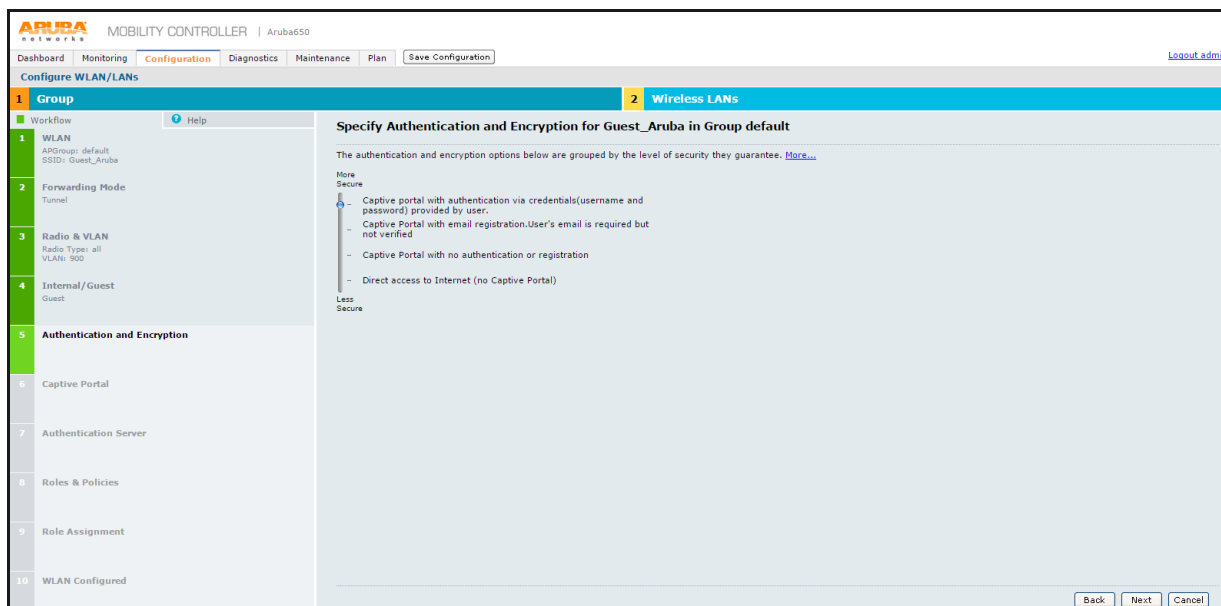 ARUBA networks MOBILITY CONTROLLER | Aruba650
Dashboard Monitoring Configuration Diagnostics Maintenance Plan Save Configuration Logout admi
Configure WLAN/LANs
1 Group 2 Wireless LANs
Workflow Help
1 WLAN
APGroup: default
SSID: Guest_Aruba
2 Forwarding Mode
Tunnel
3 Radio & VLAN
Radio Type: all
VLAN: 900
4 Internal/Guest
Guest
5 Authentication and Encryption
6 Captive Portal
7 Authentication Server
8 Roles & Policies
9 Role Assignment
10 WLAN Configured
Specify Authentication and Encryption for Guest_Aruba in Group default
The authentication and encryption options below are grouped by the level of security they guarantee. More...
More
Secure
- Captive portal with authentication via credentials(username and
password) provided by user.
- Captive Portal with email registration.User's email is required but
not verified
- Captive Portal with no authentication or registration
- Direct access to Internet (no Captive Portal)
Less
Secure
Back Next Cancel